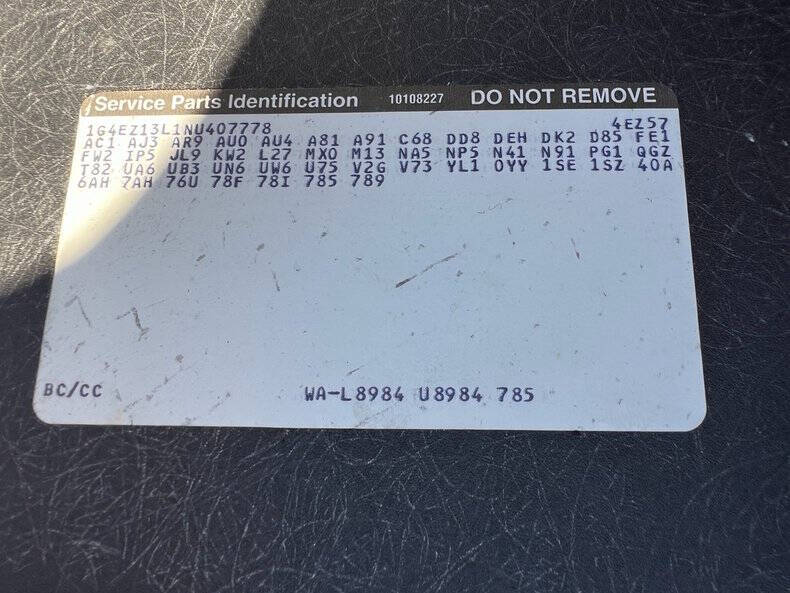 Service Parts Identification 10108227 DO NOT REMOVE
1G4EZ13L1NU407778 4EZ57
AC1 AJ3 AR9 AU0 AU4 A81 A91 C68 DD8 DEH DK2 D85 FE1
FW2 IP5 JL9 KW2 L27 MX0 M13 NA5 NP5 N41 N91 PG1 QGZ
T82 UA6 UB3 UN6 UW6 U75 V2G V73 YL1 0YY 1SE 1SZ 40A
6AH 7AH 76U 78F 78I 785 789
BC/CC WA-L8984 U8984 785